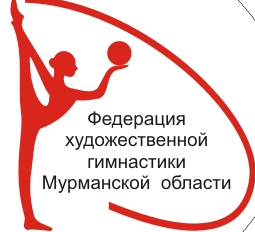 Федерация
художественной
гимнастики
Мурманской области